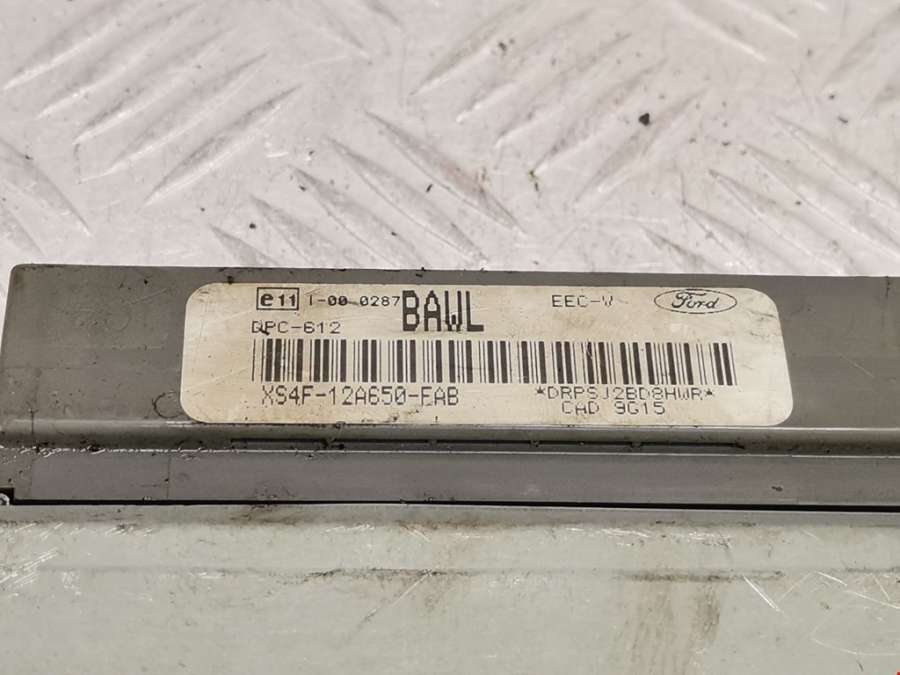 e11 1-00 0287 BAWL EEC-V Ford
DPC-612
XS4F-12A650-EAB *DRPSJ2BD8HWR*
CAD 9G15